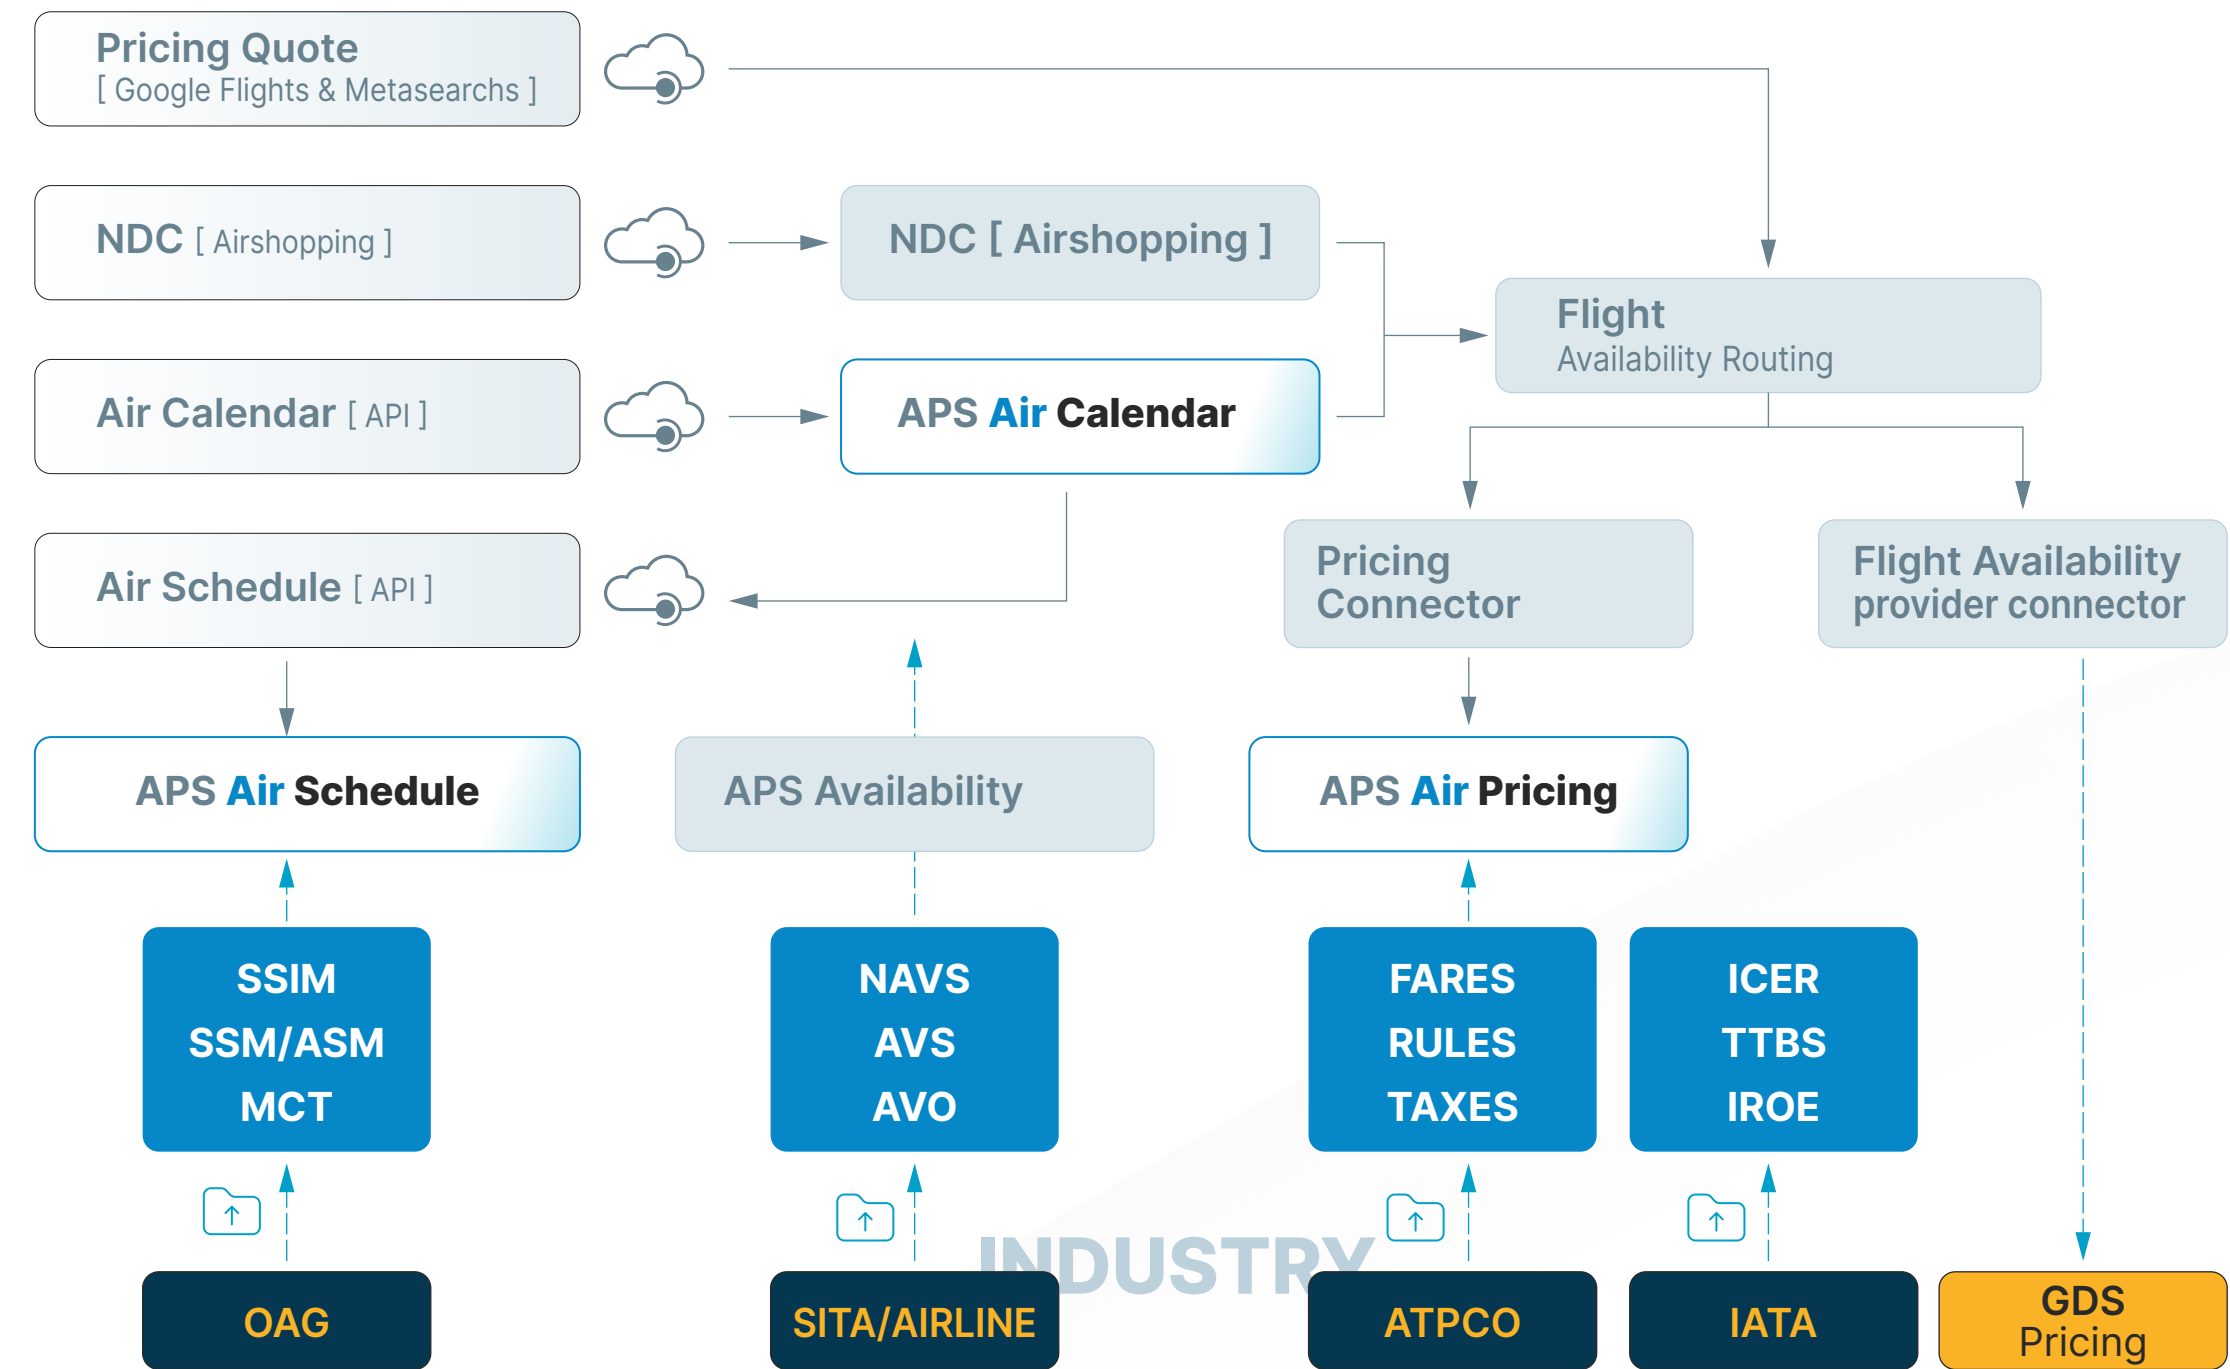 Pricing Quote
[ Google Flights & Metasearchs ]
NDC [ Airshopping ]
NDC [ Airshopping ]
Flight
Availability Routing
Air Calendar [ API ]
APS Air Calendar
Air Schedule [ API ]
Pricing
Connector
Flight Availability
provider connector
APS Air Schedule
APS Availability
APS Air Pricing
SSIM
SSM/ASM
MCT
NAVS
AVS
AVO
FARES
RULES
TAXES
ICER
TTBS
IROE
INDUSTRY
OAG
SITA/AIRLINE
ATPCO
IATA
GDS
Pricing